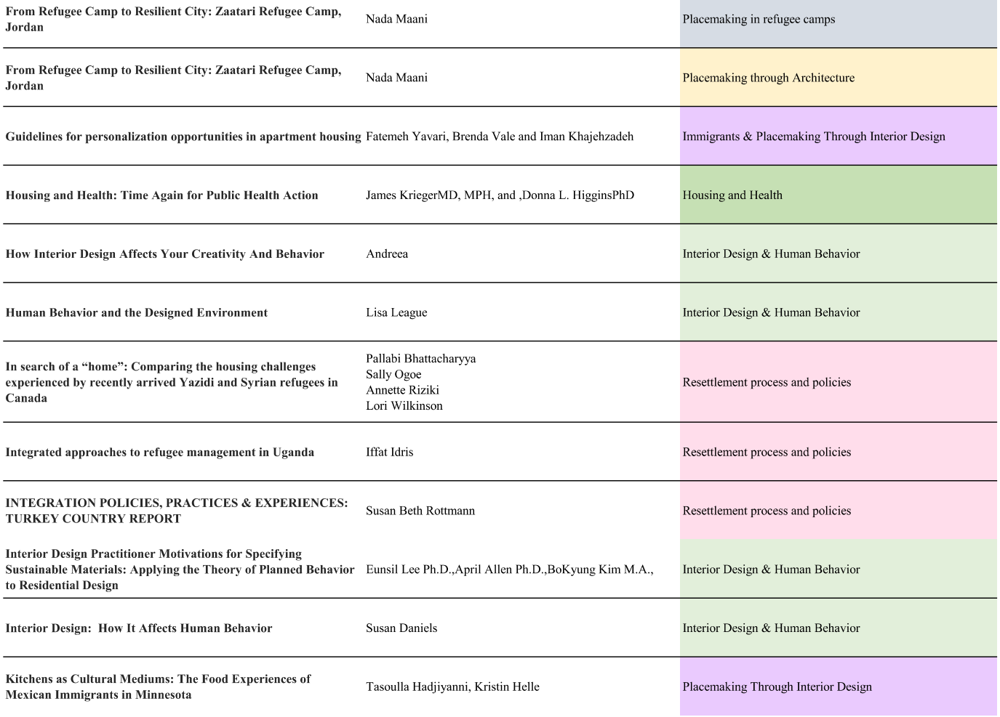 From Refugee Camp to Resilient City: Zaatari Refugee Camp,
Jordan
Nada Maani
Placemaking in refugee camps
From Refugee Camp to Resilient City: Zaatari Refugee Camp,
Jordan
Nada Maani
Placemaking through Architecture
Guidelines for personalization opportunities in apartment housing
Fatemeh Yavari, Brenda Vale and Iman Khajehzadeh
Immigrants & Placemaking Through Interior Design
Housing and Health: Time Again for Public Health Action
James KriegerMD, MPH, and ,Donna L. HigginsPhD
Housing and Health
How Interior Design Affects Your Creativity And Behavior
Andreea
Interior Design & Human Behavior
Human Behavior and the Designed Environment
Lisa League
Interior Design & Human Behavior
In search of a “home”: Comparing the housing challenges
experienced by recently arrived Yazidi and Syrian refugees in
Canada
Pallabi Bhattacharyya
Sally Ogoe
Annette Riziki
Lori Wilkinson
Resettlement process and policies
Integrated approaches to refugee management in Uganda
Iffat Idris
Resettlement process and policies
INTEGRATION POLICIES, PRACTICES & EXPERIENCES:
TURKEY COUNTRY REPORT
Susan Beth Rottmann
Resettlement process and policies
Interior Design Practitioner Motivations for Specifying
Sustainable Materials: Applying the Theory of Planned Behavior
to Residential Design
Eunsil Lee Ph.D.,April Allen Ph.D.,BoKyung Kim M.A.,
Interior Design & Human Behavior
Interior Design:  How It Affects Human Behavior
Susan Daniels
Interior Design & Human Behavior
Kitchens as Cultural Mediums: The Food Experiences of
Mexican Immigrants in Minnesota
Tasoulla Hadjiyanni, Kristin Helle
Placemaking Through Interior Design